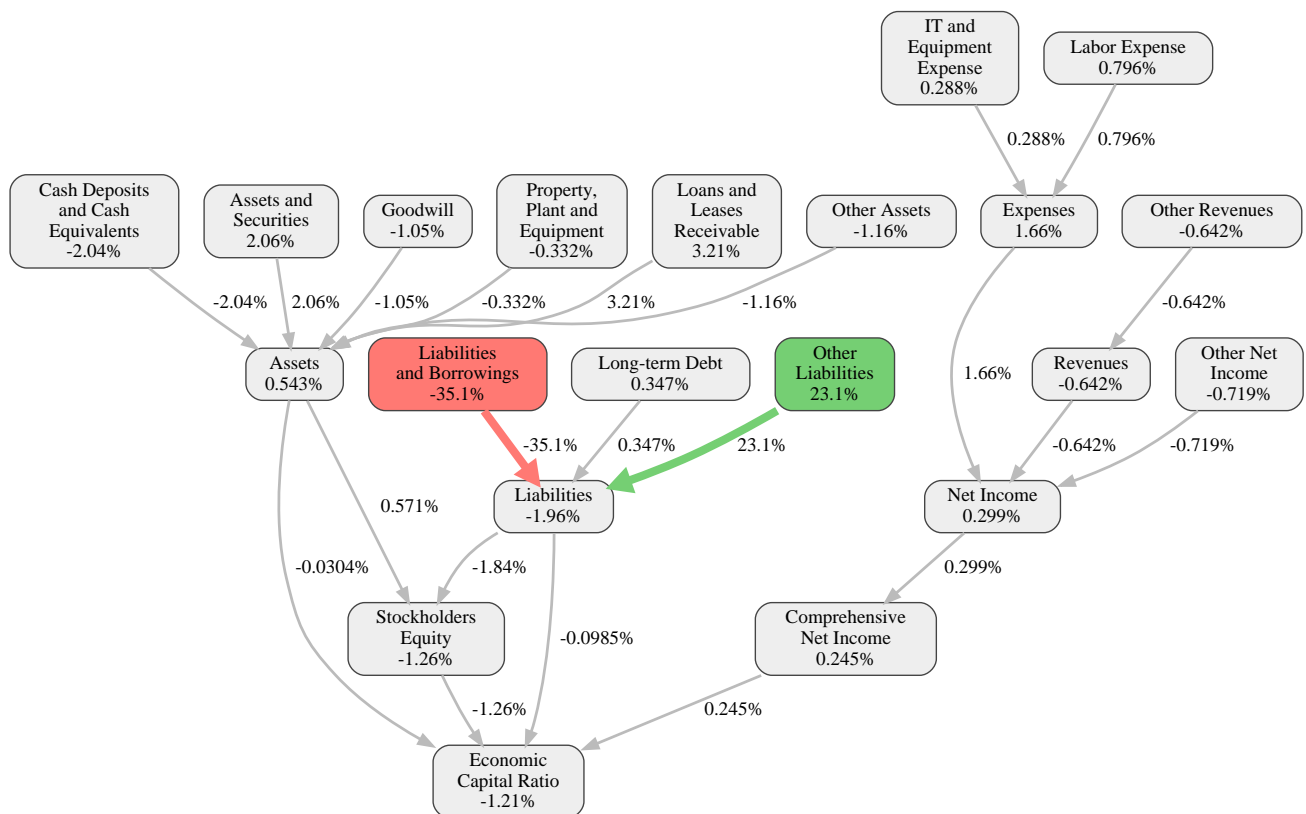 IT and
Equipment
Expense
0.288%
Labor Expense
0.796%
0.288%
0.796%
Cash Deposits
and Cash
Equivalents
-2.04%
Assets and
Securities
2.06%
Goodwill
-1.05%
Property,
Plant and
Equipment
-0.332%
Loans and
Leases
Receivable
3.21%
Other Assets
-1.16%
Expenses
1.66%
Other Revenues
-0.642%
-2.04%
2.06%
-1.05%
-0.332%
3.21%
-1.16%
-0.642%
Assets
0.543%
Liabilities
and Borrowings
-35.1%
Long-term Debt
0.347%
Other
Liabilities
23.1%
1.66%
Revenues
-0.642%
Other Net
Income
-0.719%
-35.1%
0.347%
23.1%
-0.642%
-0.719%
0.571%
Liabilities
-1.96%
Net Income
0.299%
-0.0304%
-1.84%
-0.0985%
0.299%
Stockholders
Equity
-1.26%
Comprehensive
Net Income
0.245%
-1.26%
0.245%
Economic
Capital Ratio
-1.21%